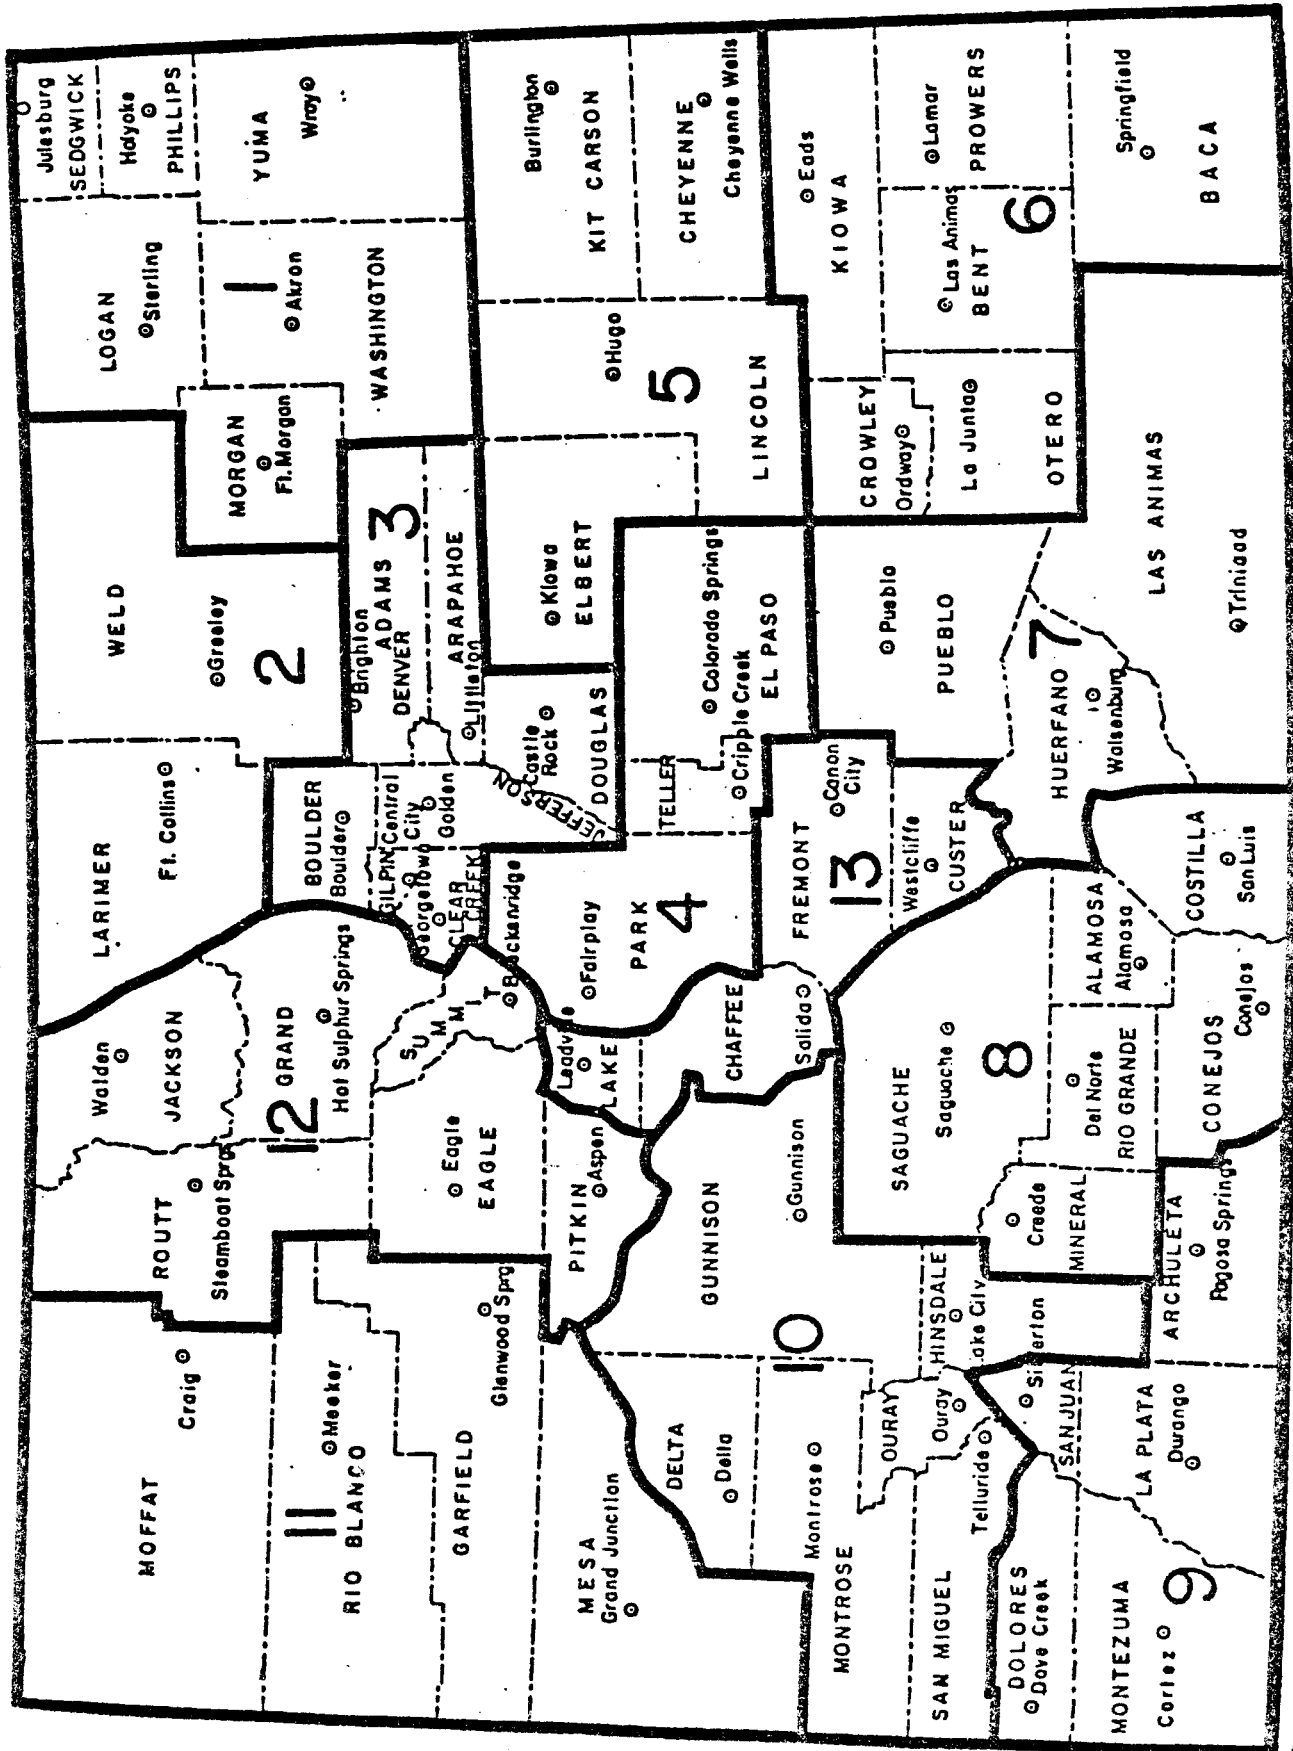 MOFFAT
Craig
ROUTT
Steamboat Sprgs
Walden
JACKSON
LARIMER
Ft. Collins
WELD
Greeley
2
LOGAN
Sterling
Julesburg
SEDGWICK
Holyoke
PHILLIPS
11
Meeker
RIO BLANCO
12
GRAND
Hot Sulphur Springs
BOULDER
Boulder
MORGAN
Ft. Morgan
1
Akron
WASHINGTON
YUMA
Wray
GARFIELD
Glenwood Sprgs
Eagle
EAGLE
SUMMIT
Breckenridge
GILPIN
Central
City
Georgetown
CLEAR
CREEK
Golden
JEFFERSON
Brighton
ADAMS
3
DENVER
ARAPAHOE
Littleton
MESA
Grand Junction
PITKIN
Aspen
Leadville
LAKE
Fairplay
PARK
4
Castle
Rock
DOUGLAS
Kiowa
ELBERT
Hugo
5
LINCOLN
Burlington
KIT CARSON
CHEYENNE
Cheyenne Wells
DELTA
Delta
GUNNISON
Gunnison
10
CHAFFEE
Salida
TELLER
Cripple Creek
Colorado Springs
EL PASO
MONTROSE
Montrose
OURAY
Ouray
HINSDALE
Lake City
SAGUACHE
Saguache
8
FREMONT
Canon
City
13
Westcliffe
CUSTER
Pueblo
PUEBLO
CROWLEY
Ordway
La Junta
OTERO
Eads
KIOWA
Las Animas
BENT
6
Lamar
PROWERS
SAN MIGUEL
Telluride
DOLORES
Dove Creek
Silverton
SAN JUAN
Creede
MINERAL
Del Norte
RIO GRANDE
ALAMOSA
Alamosa
HUERFANO
7
Walsenburg
MONTEZUMA
Cortez
9
LA PLATA
Durango
ARCHULETA
Pagosa Springs
CONEJOS
Conejos
COSTILLA
San Luis
LAS ANIMAS
Trinidad
Springfield
BACA